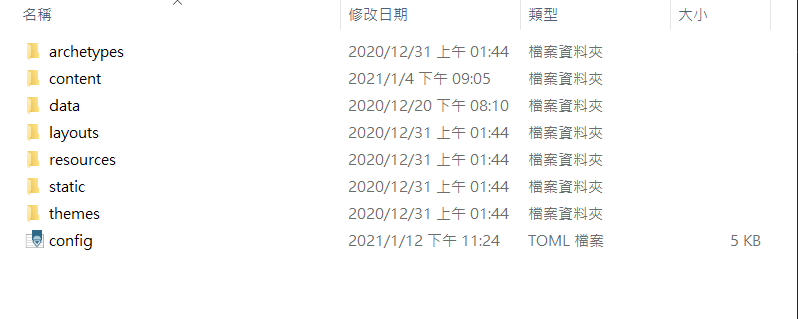 名稱 修改日期 類型 大小
archetypes 2020/12/31 上午 01:44 檔案資料夾
content 2021/1/4 下午 09:05 檔案資料夾
data 2020/12/20 下午 08:10 檔案資料夾
layouts 2020/12/31 上午 01:44 檔案資料夾
resources 2020/12/31 上午 01:44 檔案資料夾
static 2020/12/31 上午 01:44 檔案資料夾
themes 2020/12/31 上午 01:44 檔案資料夾
config 2021/1/12 下午 11:24 TOML 檔案 5 KB